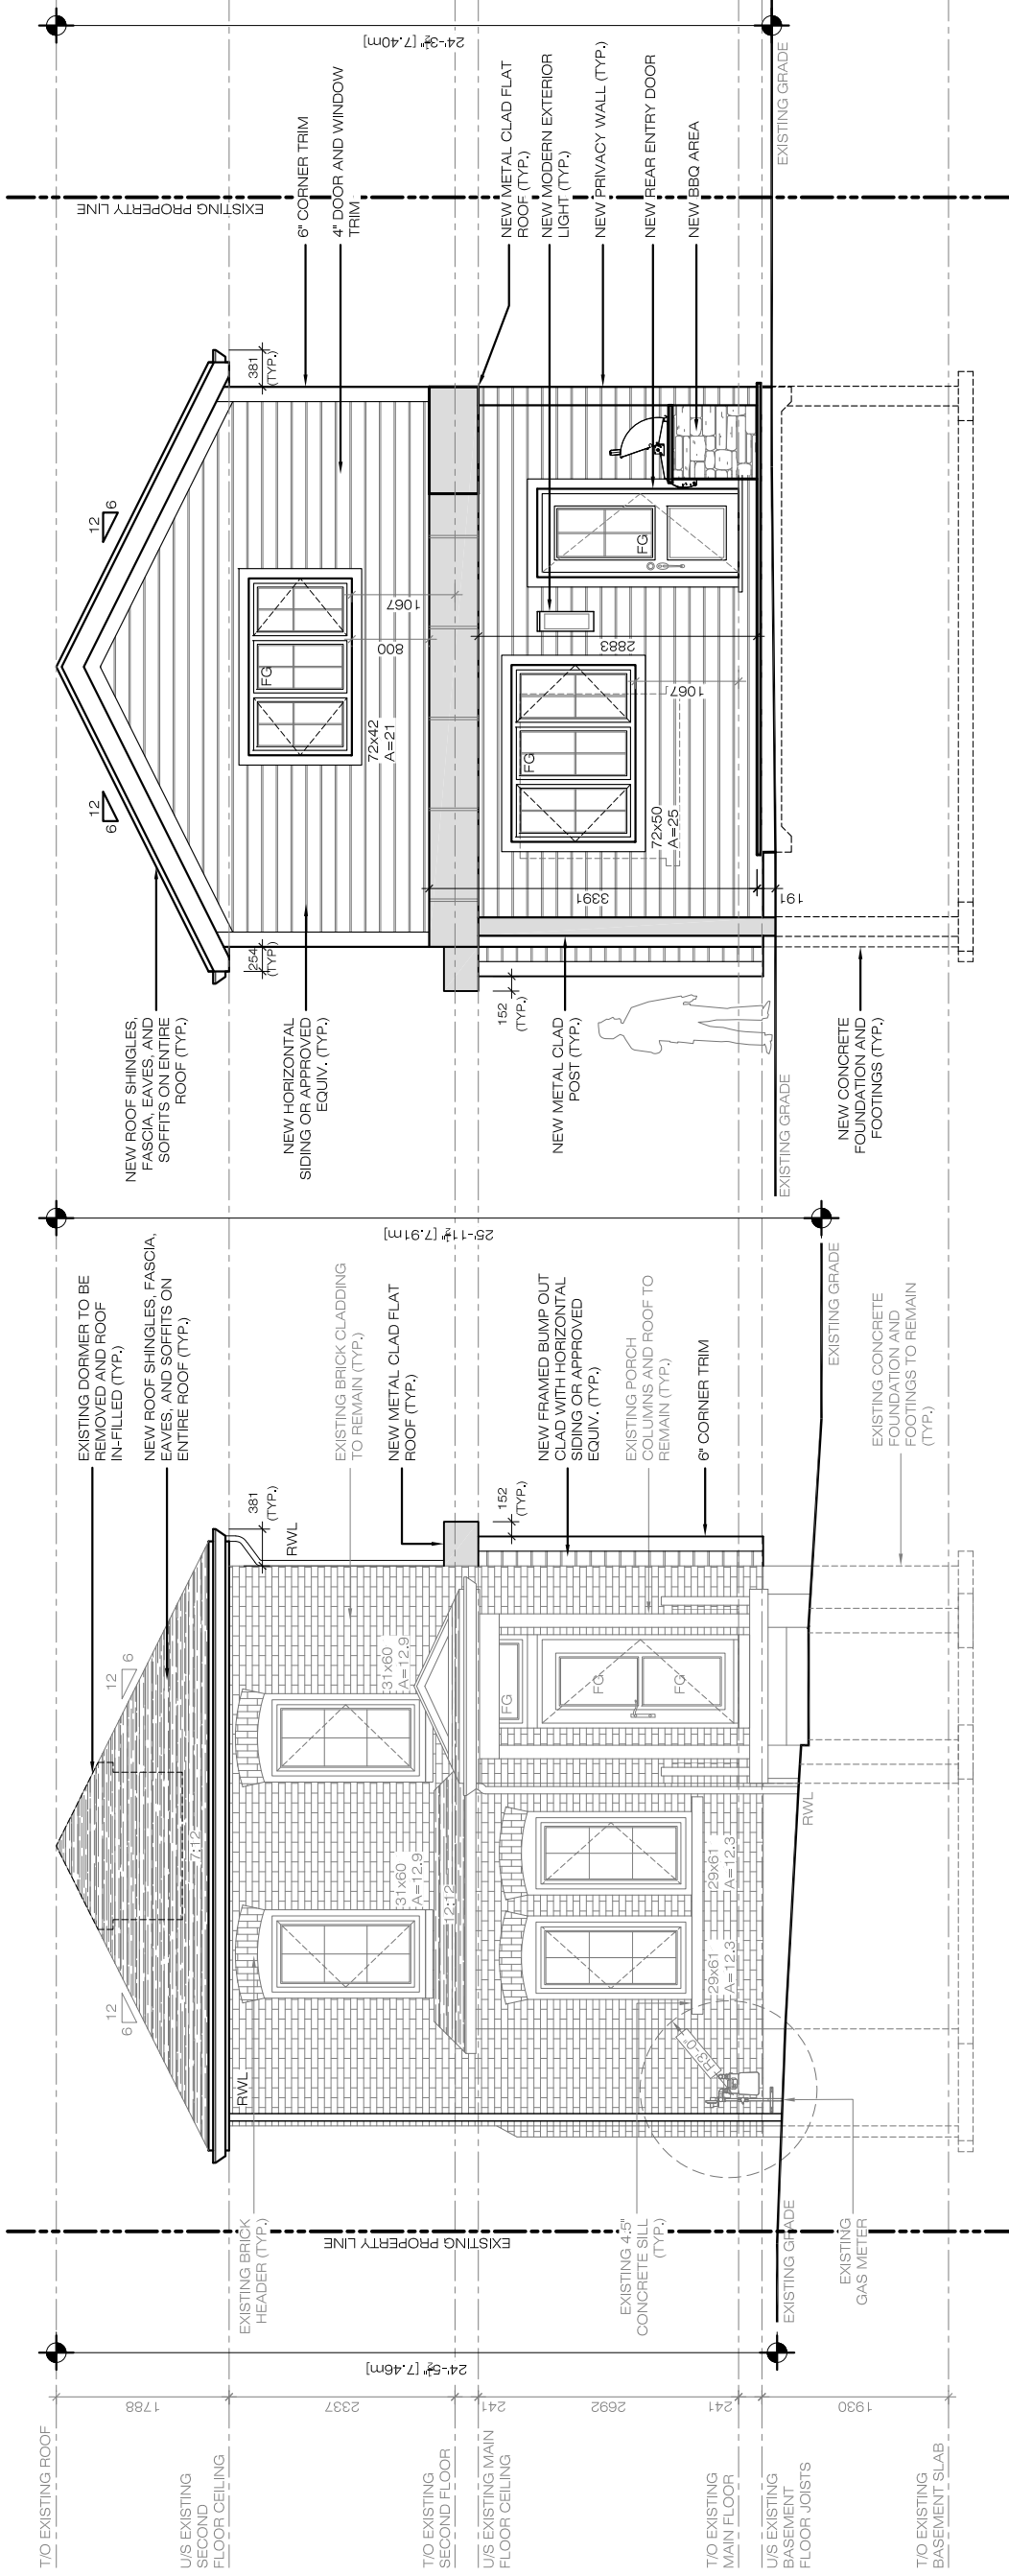 T/O EXISTING ROOF
U/S EXISTING
SECOND
FLOOR CEILING
T/O EXISTING
SECOND FLOOR
U/S EXISTING MAIN
FLOOR CEILING
T/O EXISTING
MAIN FLOOR
U/S EXISTING
BASEMENT
FLOOR JOISTS
T/O EXISTING
BASEMENT SLAB
1788
2337
241
2692
241
1930
24'-5½" [7.46m]
EXISTING PROPERTY LINE
EXISTING BRICK
HEADER (TYP.)
EXISTING 4.5"
CONCRETE SILL
(TYP.)
EXISTING GRADE
EXISTING
GAS METER
R3'-0"
RWL
12
6
7:12
12
6
31x60
A=12.9
12:12
31x60
A=12.9
29x61
A=12.3
29x61
A=12.3
RWL
FG
FG
FG
RWL
381
(TYP.)
152
(TYP.)
EXISTING DORMER TO BE
REMOVED AND ROOF
IN-FILLED (TYP.)
NEW ROOF SHINGLES, FASCIA,
EAVES, AND SOFFITS ON
ENTIRE ROOF (TYP.)
EXISTING BRICK CLADDING
TO REMAIN (TYP.)
NEW METAL CLAD FLAT
ROOF (TYP.)
NEW FRAMED BUMP OUT
CLAD WITH HORIZONTAL
SIDING OR APPROVED
EQUIV. (TYP.)
EXISTING PORCH
COLUMNS AND ROOF TO
REMAIN (TYP.)
6" CORNER TRIM
EXISTING GRADE
EXISTING CONCRETE
FOUNDATION AND
FOOTINGS TO REMAIN
(TYP.)
25'-11½" [7.91m]
NEW ROOF SHINGLES,
FASCIA, EAVES, AND
SOFFITS ON ENTIRE
ROOF (TYP.)
NEW HORIZONTAL
SIDING OR APPROVED
EQUIV. (TYP.)
NEW METAL CLAD
POST (TYP.)
EXISTING GRADE
NEW CONCRETE
FOUNDATION AND
FOOTINGS (TYP.)
254
(TYP.)
152
(TYP.)
12
6
12
6
FG
72x42
A=21
800
1067
FG
72x50
A=25
3391
191
2883
1067
FG
381
(TYP.)
6" CORNER TRIM
4" DOOR AND WINDOW
TRIM
NEW METAL CLAD FLAT
ROOF (TYP.)
NEW MODERN EXTERIOR
LIGHT (TYP.)
NEW PRIVACY WALL (TYP.)
NEW REAR ENTRY DOOR
NEW BBQ AREA
EXISTING PROPERTY LINE
EXISTING GRADE
24'-3½" [7.40m]